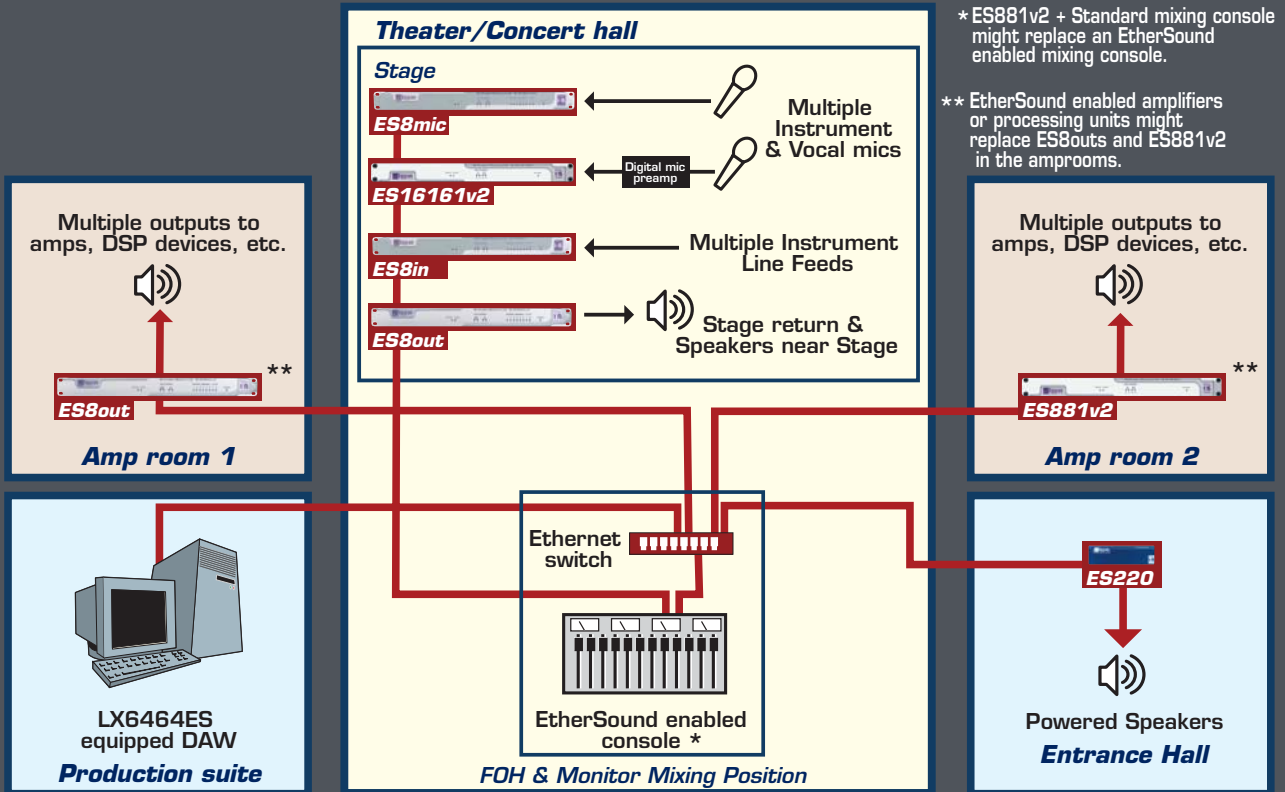 Theater/Concert hall
Stage
ES8mic
Multiple
Instrument
& Vocal mics
Digital mic
preamp
ES16161v2
ES8in
Multiple Instrument
Line Feeds
ES8out
Stage return &
Speakers near Stage
* ES881v2 + Standard mixing console
might replace an EtherSound
enabled mixing console.
** EtherSound enabled amplifiers
or processing units might
replace ES8outs and ES881v2
in the amprooms.
Multiple outputs to
amps, DSP devices, etc.
**
ES8out
Amp room 1
Multiple outputs to
amps, DSP devices, etc.
**
ES881v2
Amp room 2
LX6464ES
equipped DAW
Production suite
Ethernet
switch
EtherSound enabled
console *
FOH & Monitor Mixing Position
ES220
Powered Speakers
Entrance Hall